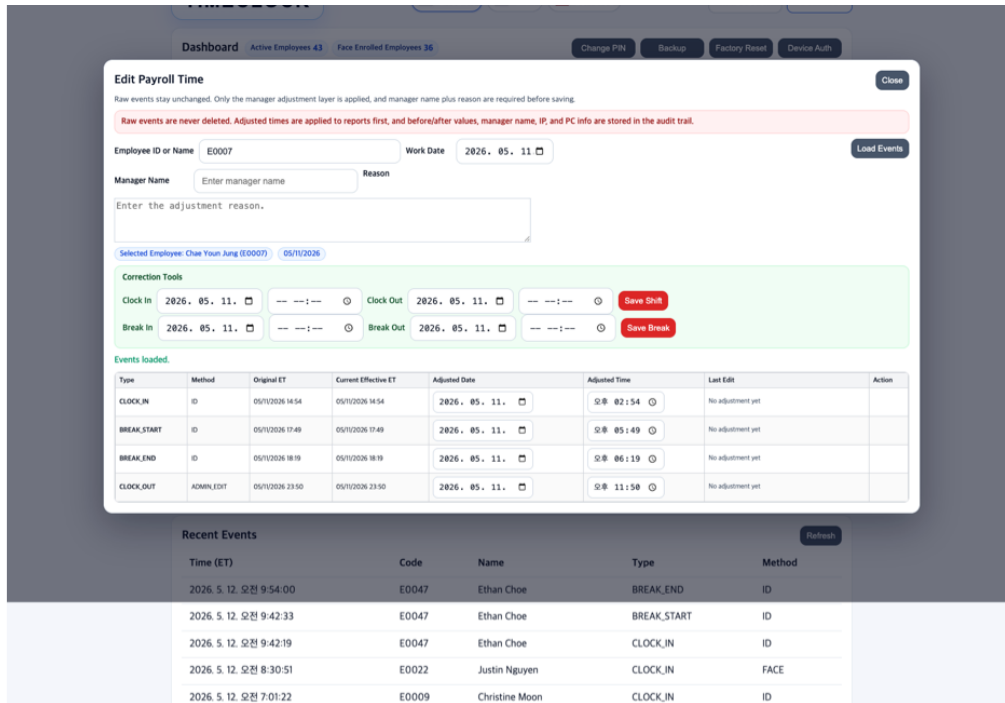 TIMECLOCK
Dashboard Active Employees 43 Face Enrolled Employees 36 Change PIN Backup Factory Reset Device Auth
Edit Payroll Time Close
Raw events stay unchanged. Only the manager adjustment layer is applied, and manager name plus reason are required before saving.
Raw events are never deleted. Adjusted times are applied to reports first, and before/after values, manager name, IP, and PC info are stored in the audit trail.
Employee ID or Name E0007 Work Date 2026. 05. 11 Load Events
Manager Name Enter manager name Reason
Enter the adjustment reason.
Selected Employee: Chae Youn Jung (E0007) 05/11/2026
Correction Tools
Clock In 2026. 05. 11. -- --:-- Clock Out 2026. 05. 11. -- --:-- Save Shift
Break In 2026. 05. 11. -- --:-- Break Out 2026. 05. 11. -- --:-- Save Break
Events loaded.
Type Method Original ET Current Effective ET Adjusted Date Adjusted Time Last Edit Action
CLOCK_IN ID 05/11/2026 14:54 05/11/2026 14:54 2026. 05. 11. 오후 02:54 No adjustment yet
BREAK_START ID 05/11/2026 17:49 05/11/2026 17:49 2026. 05. 11. 오후 05:49 No adjustment yet
BREAK_END ID 05/11/2026 18:19 05/11/2026 18:19 2026. 05. 11. 오후 06:19 No adjustment yet
CLOCK_OUT ADMIN_EDIT 05/11/2026 23:50 05/11/2026 23:50 2026. 05. 11. 오후 11:50 No adjustment yet
Recent Events Refresh
Time (ET) Code Name Type Method
2026. 5. 12. 오전 9:54:00 E0047 Ethan Choe BREAK_END ID
2026. 5. 12. 오전 9:42:33 E0047 Ethan Choe BREAK_START ID
2026. 5. 12. 오전 9:42:19 E0047 Ethan Choe CLOCK_IN ID
2026. 5. 12. 오전 8:30:51 E0022 Justin Nguyen CLOCK_IN FACE
2026. 5. 12. 오전 7:01:22 E0009 Christine Moon CLOCK_IN ID